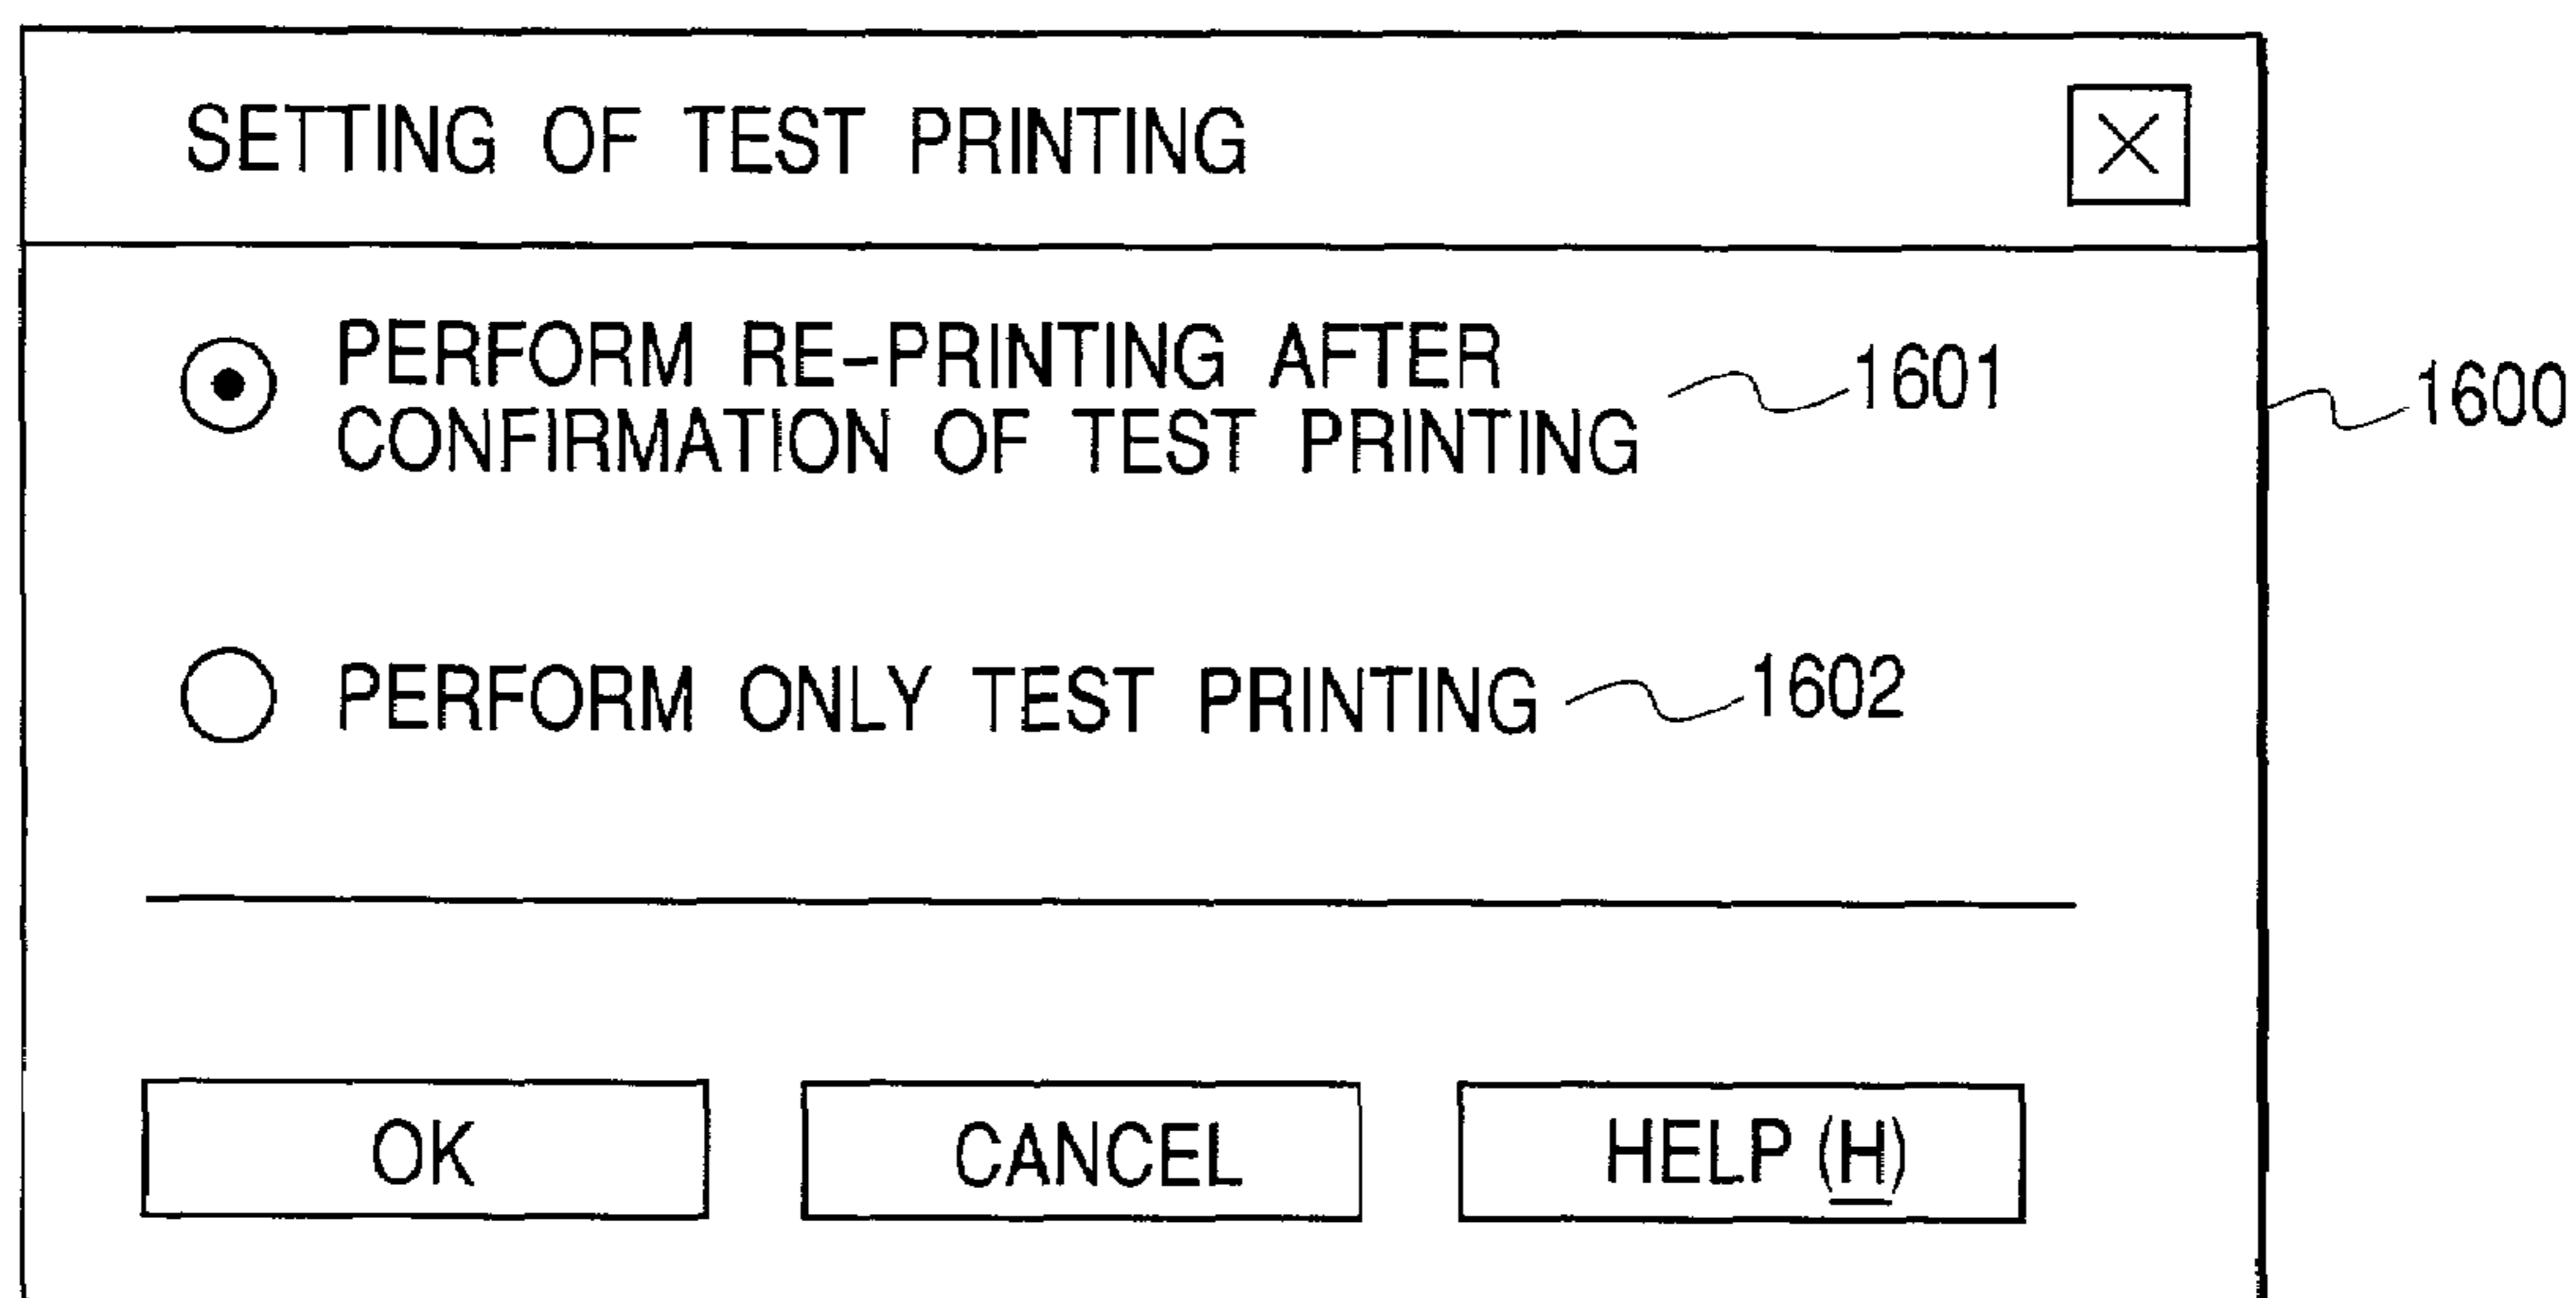 SETTING OF TEST PRINTING
PERFORM RE-PRINTING AFTER
CONFIRMATION OF TEST PRINTING
1601
1600
PERFORM ONLY TEST PRINTING
1602
OK
CANCEL
HELP (H)